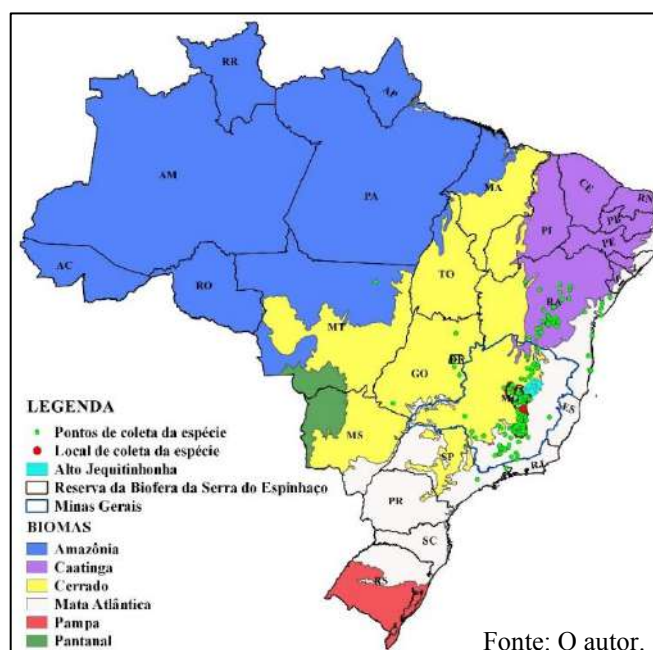 RR
AP
AM
PA
MA
CE
RN
PI
PB
PE
AC
RO
TO
BA
MT
DF
GO
MG
ES
MS
SP
RJ
PR
SC
RS
LEGENDA
Pontos de coleta da espécie
Local de coleta da espécie
Alto Jequitinhonha
Reserva da Biofera da Serra do Espinhaço
Minas Gerais
BIOMAS
Amazônia
Caatinga
Cerrado
Mata Atlântica
Pampa
Pantanal
Fonte: O autor.